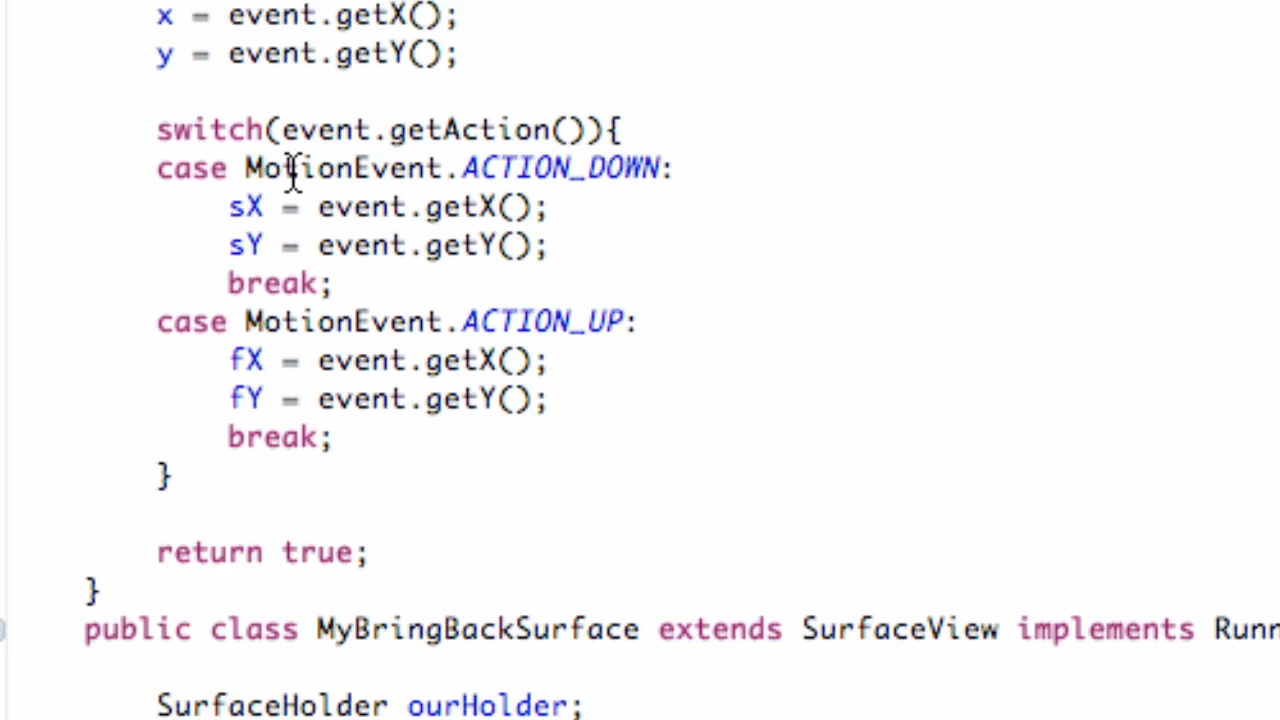 x = event.getX();
y = event.getY();
switch(event.getAction()){
case MotionEvent.ACTION_DOWN:
sX = event.getX();
sY = event.getY();
break;
case MotionEvent.ACTION_UP:
fX = event.getX();
fY = event.getY();
break;
}
return true;
}
public class MyBringBackSurface extends SurfaceView implements Runn
SurfaceHolder ourHolder;